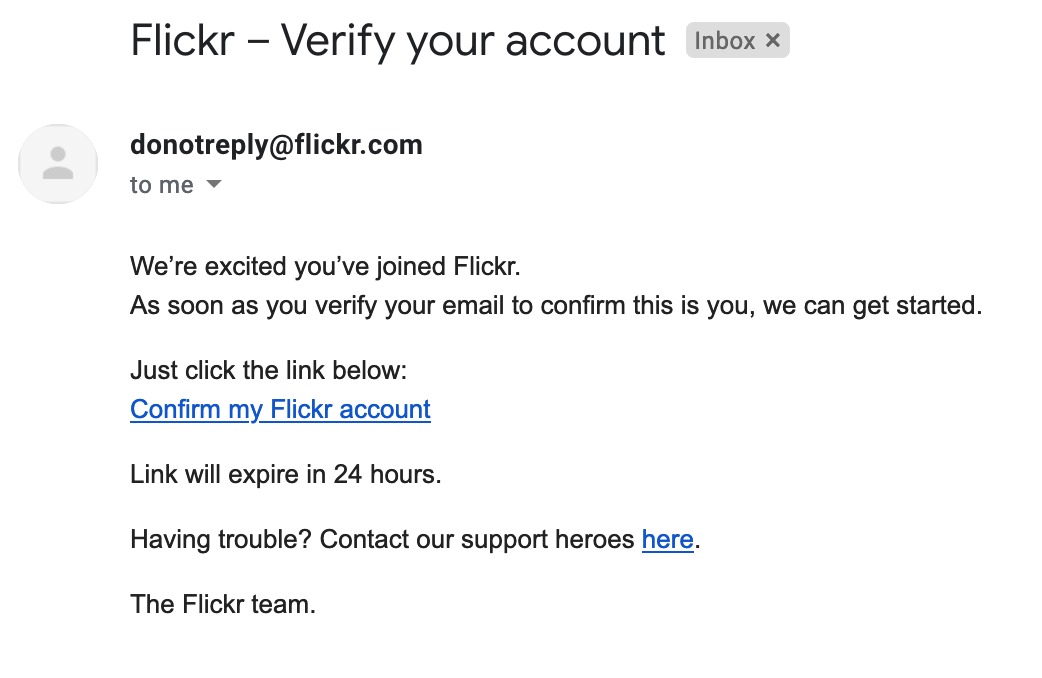 Flickr – Verify your account Inbox ×
donotreply@flickr.com
to me
We’re excited you’ve joined Flickr.
As soon as you verify your email to confirm this is you, we can get started.
Just click the link below:
Confirm my Flickr account
Link will expire in 24 hours.
Having trouble? Contact our support heroes here.
The Flickr team.